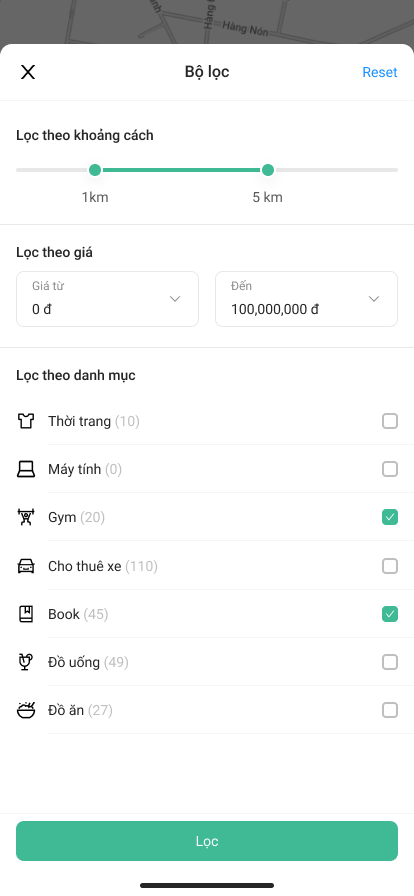 Hàng Nón
Bộ lọc
Reset
Lọc theo khoảng cách
1km
5 km
Lọc theo giá
Giá từ
0 đ
Đến
100,000,000 đ
Lọc theo danh mục
Thời trang (10)
Máy tính (0)
Gym (20)
Cho thuê xe (110)
Book (45)
Đồ uống (49)
Đồ ăn (27)
Lọc